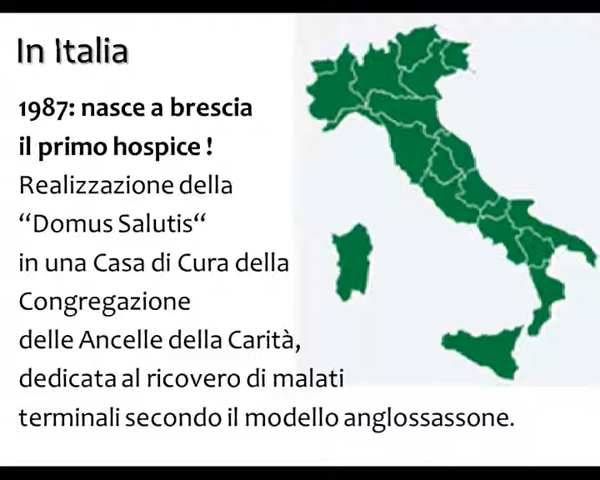 In Italia
1987: nasce a brescia
il primo hospice !
Realizzazione della
“Domus Salutis“
in una Casa di Cura della
Congregazione
delle Ancelle della Carità,
dedicata al ricovero di malati
terminali secondo il modello anglossassone.